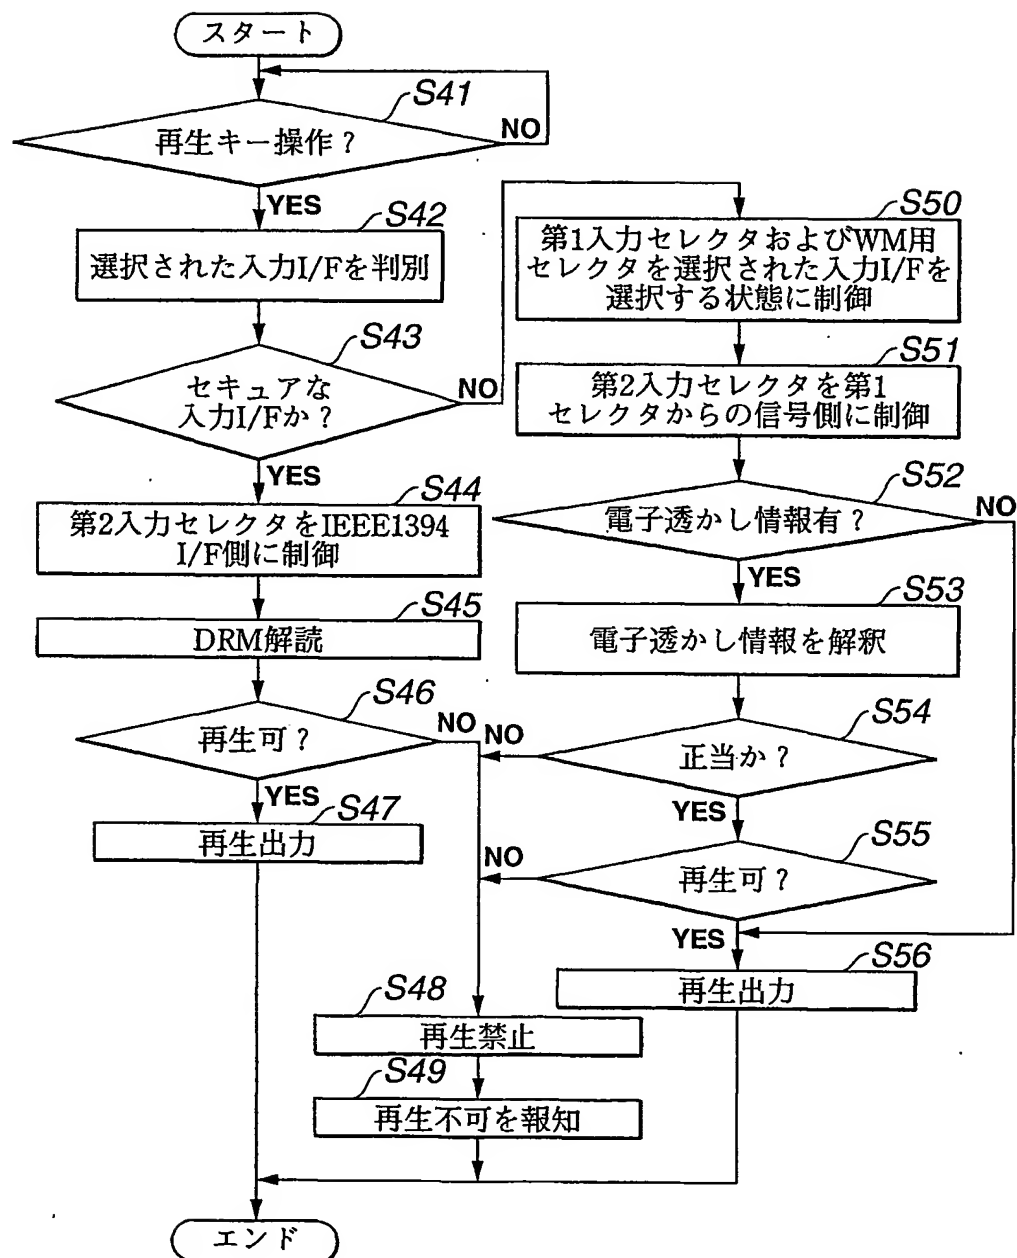 スタート
S41
再生キー操作?
NO
YES
S42
選択された入力I/Fを判別
S43
セキュアな
入力I/Fか?
NO
YES
S44
第2入力セレクタをIEEE1394
I/F側に制御
S45
DRM解読
S46
再生可?
NO
YES
S47
再生出力
S48
再生禁止
S49
再生不可を報知
S50
第1入力セレクタおよびWM用
セレクタを選択された入力I/Fを
選択する状態に制御
S51
第2入力セレクタを第1
セレクタからの信号側に制御
S52
電子透かし情報有?
NO
YES
S53
電子透かし情報を解釈
S54
正当か?
NO
YES
S55
再生可?
NO
YES
S56
再生出力
エンド